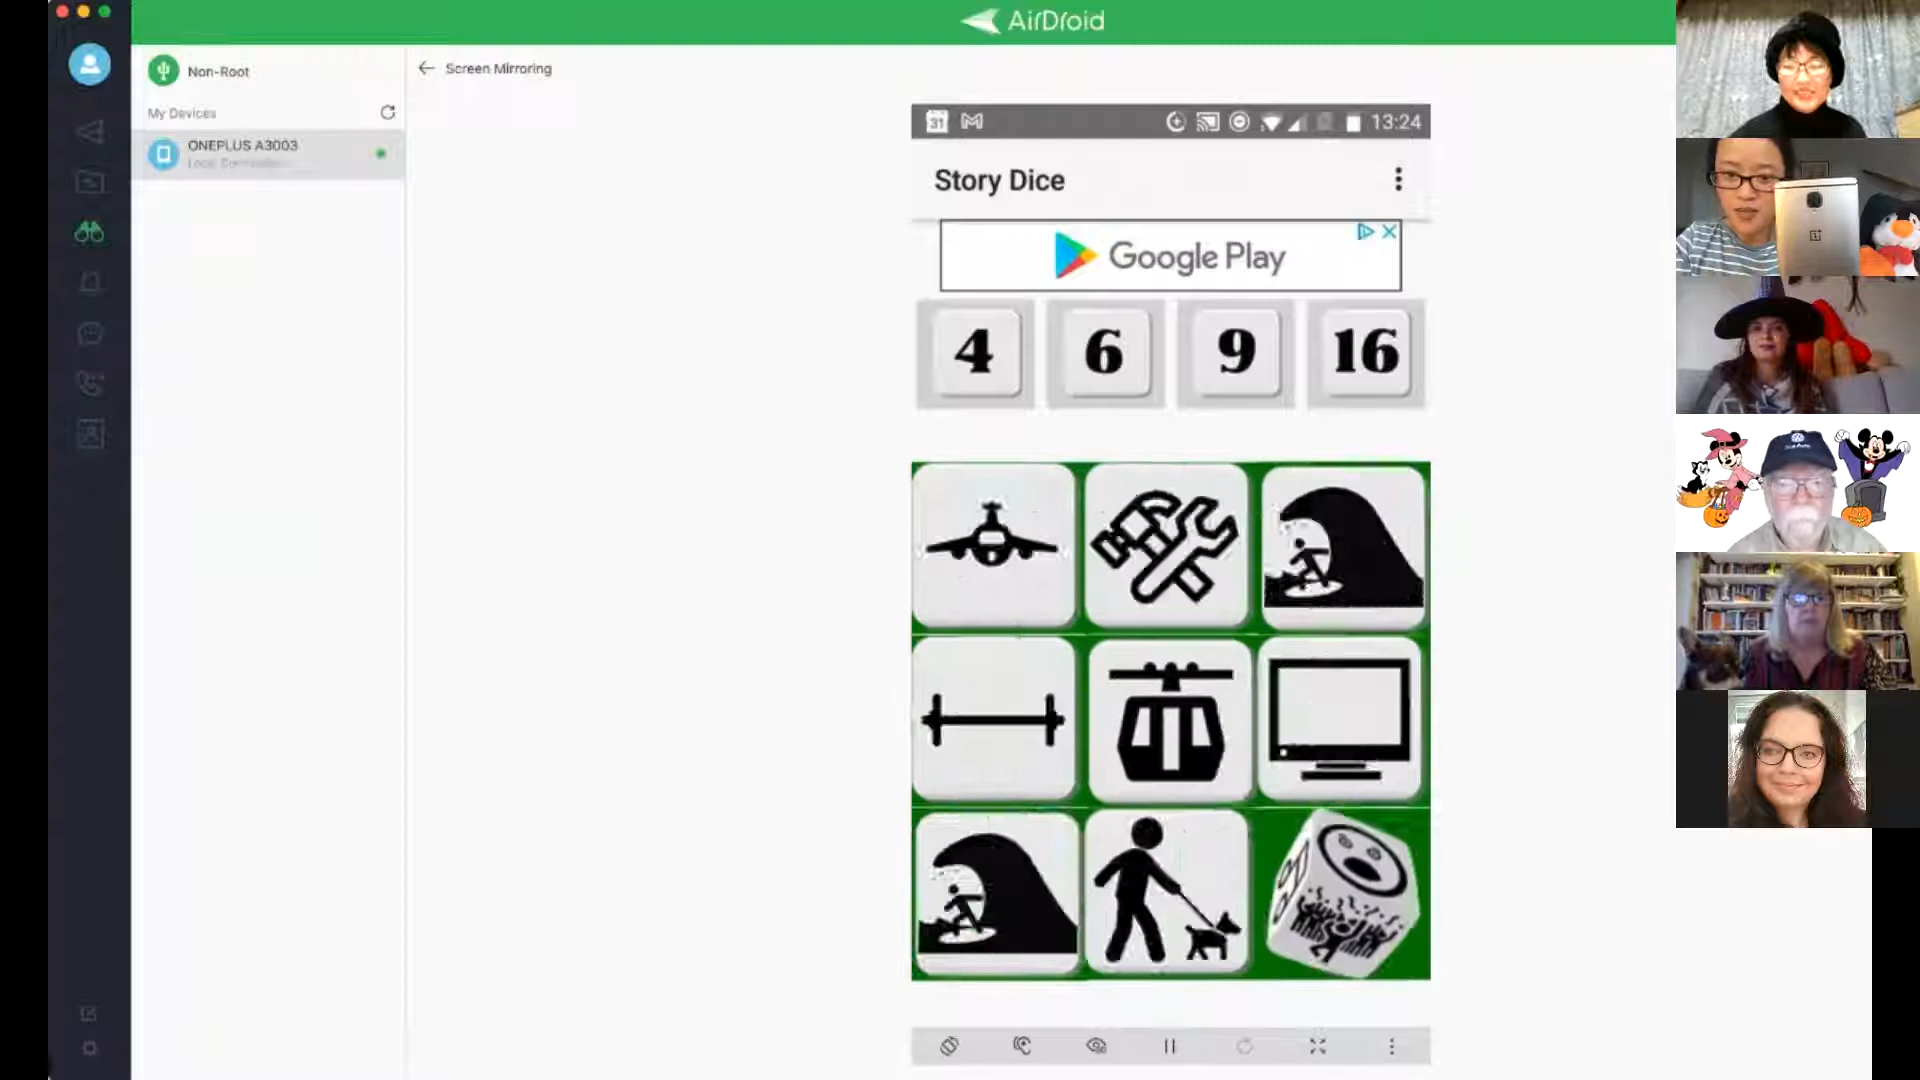 AirDroid
Non-Root
Screen Mirroring
My Devices
ONEPLUS A3003
31
13:24
Story Dice
Google Play
4 6 9 16